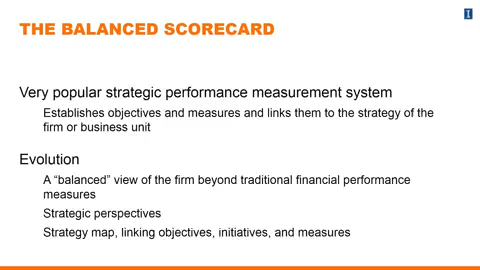 I
THE BALANCED SCORECARD
Very popular strategic performance measurement system
Establishes objectives and measures and links them to the strategy of the
firm or business unit
Evolution
A “balanced” view of the firm beyond traditional financial performance
measures
Strategic perspectives
Strategy map, linking objectives, initiatives, and measures